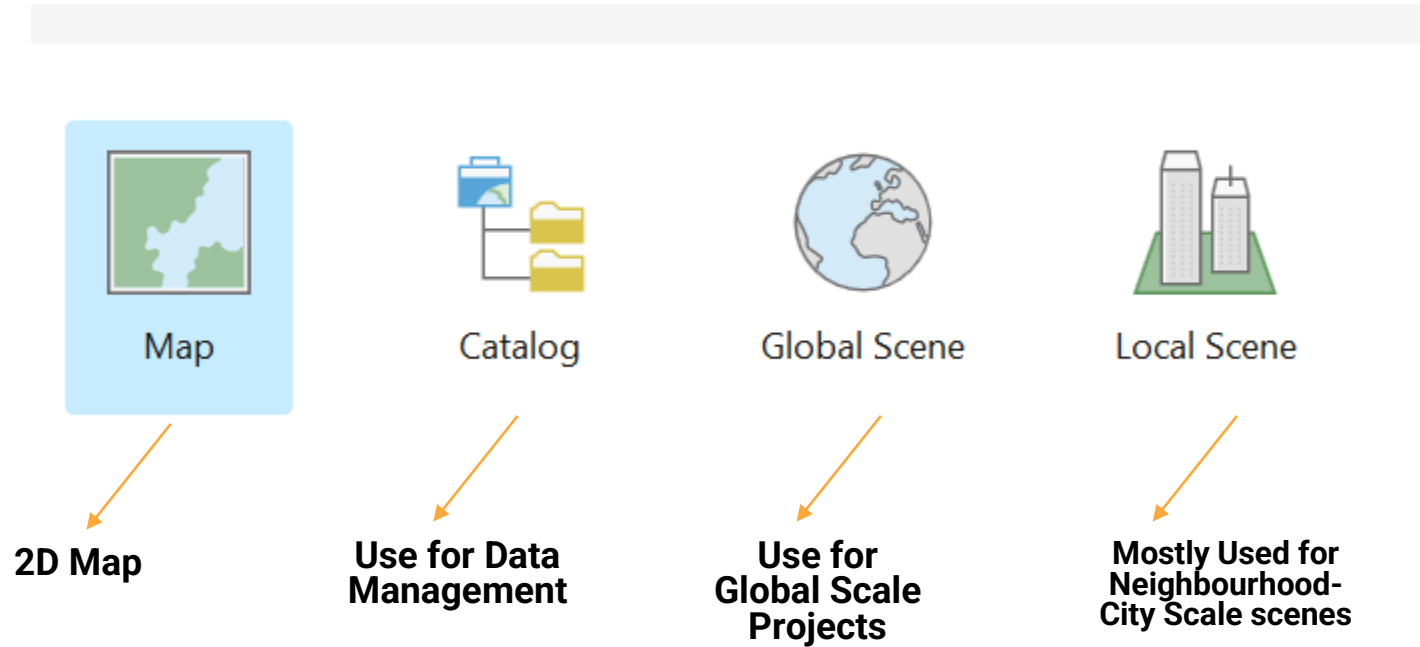 Map
Catalog
Global Scene
Local Scene
2D Map
Use for Data
Management
Use for
Global Scale
Projects
Mostly Used for
Neighbourhood-
City Scale scenes